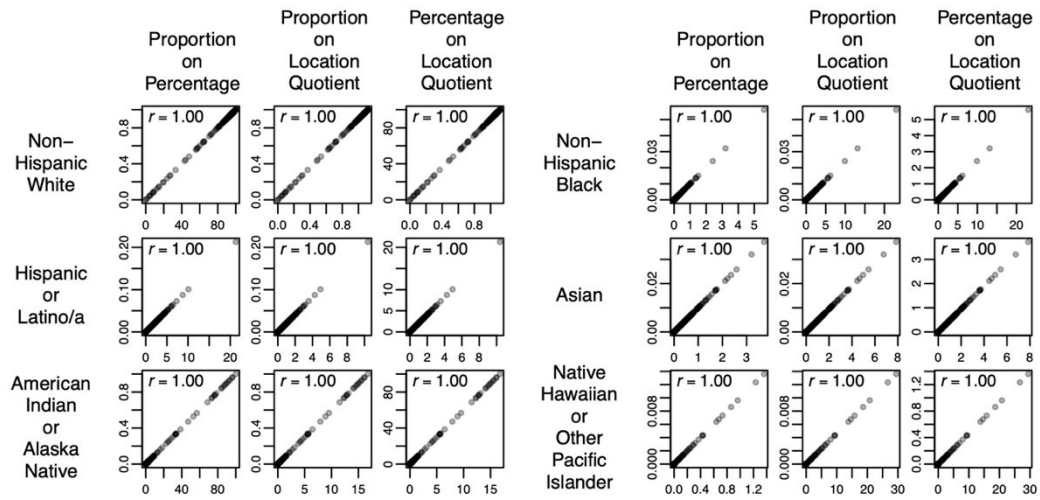 Proportion on Percentage
Proportion on Location Quotient
Percentage on Location Quotient
Proportion on Percentage
Proportion on Location Quotient
Percentage on Location Quotient
Non–Hispanic White
r = 1.00
r = 1.00
r = 1.00
0.0 0.4 0.8
0.0 0.4 0.8
0 40 80
0 40 80
0.0 0.4 0.8
0.0 0.4 0.8
Non–Hispanic Black
r = 1.00
r = 1.00
r = 1.00
0.00 0.03
0.00 0.03
0 1 2 3 4 5
0 1 2 3 4 5
0 5 10 20
0 5 10 20
Hispanic or Latino/a
r = 1.00
r = 1.00
r = 1.00
0.00 0.10 0.20
0.00 0.10 0.20
0 5 10 20
0 5 10 20
0 2 4 6 8
0 2 4 6 8
Asian
r = 1.00
r = 1.00
r = 1.00
0.00 0.02
0.00 0.02
0 1 2 3
0 1 2 3
0 2 4 6 8
0 2 4 6 8
American Indian or Alaska Native
r = 1.00
r = 1.00
r = 1.00
0.0 0.4 0.8
0.0 0.4 0.8
0 40 80
0 40 80
0 5 10 15
0 5 10 15
Native Hawaiian or Other Pacific Islander
r = 1.00
r = 1.00
r = 1.00
0.000 0.008
0.000 0.008
0.0 0.4 0.8 1.2
0.0 0.4 0.8 1.2
0 10 20 30
0 10 20 30